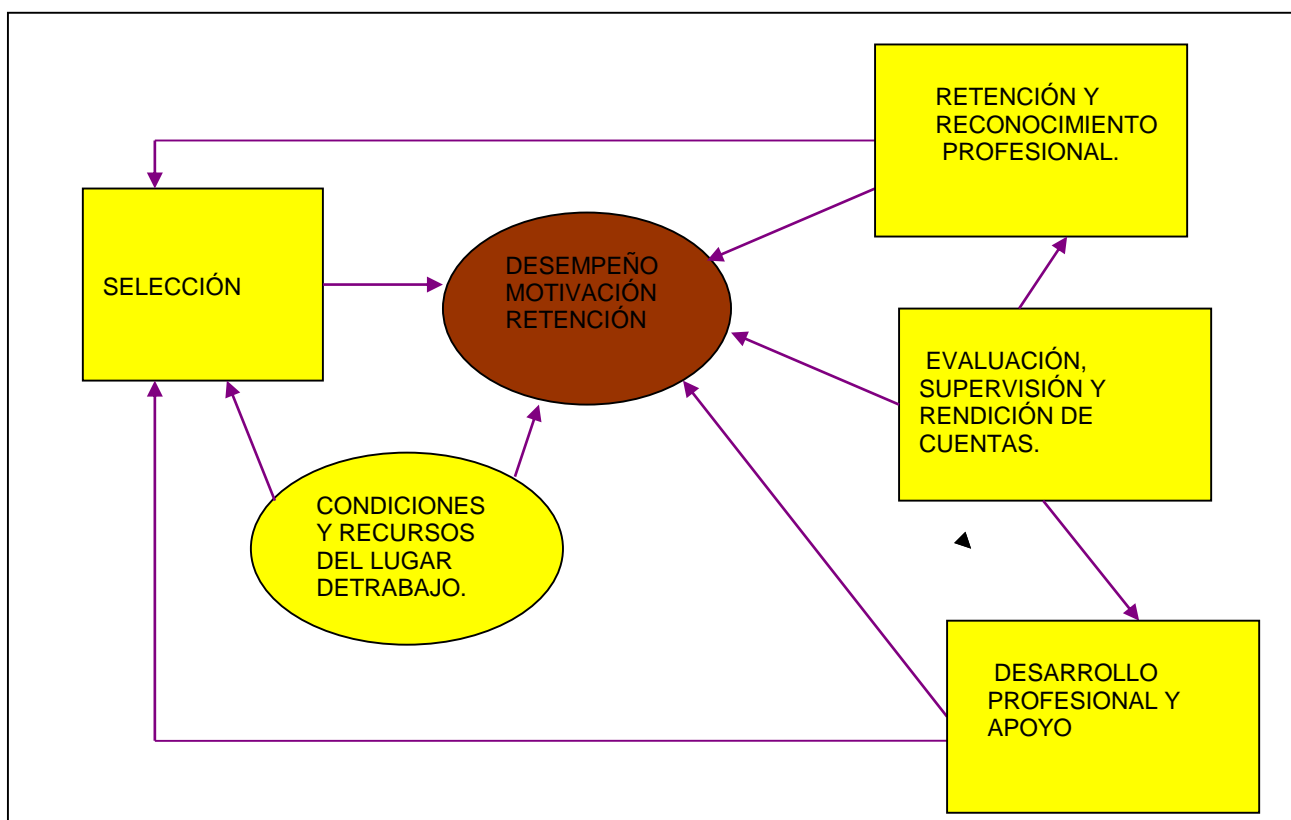 RETENCIÓN Y
RECONOCIMIENTO
PROFESIONAL.
SELECCIÓN
DESEMPEÑO
MOTIVACIÓN
RETENCIÓN
EVALUACIÓN,
SUPERVISIÓN Y
RENDICIÓN DE
CUENTAS.
CONDICIONES
Y RECURSOS
DEL LUGAR
DETRABAJO.
DESARROLLO
PROFESIONAL Y
APOYO